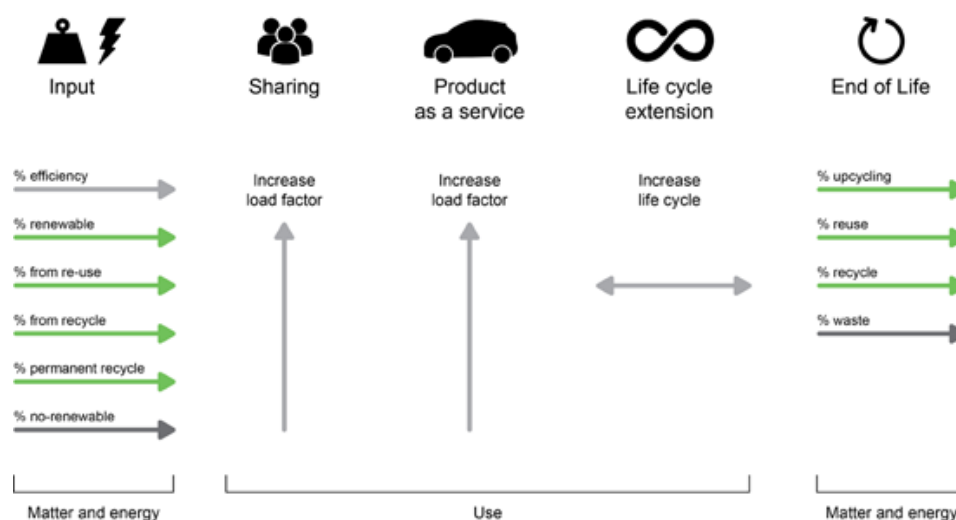 Input
Sharing
Product
as a service
Life cycle
extension
End of Life
% efficiency
% renewable
% from re-use
% from recycle
% permanent recycle
% no-renewable
Increase
load factor
Increase
load factor
Increase
life cycle
% upcycling
% reuse
% recycle
% waste
Matter and energy
Use
Matter and energy